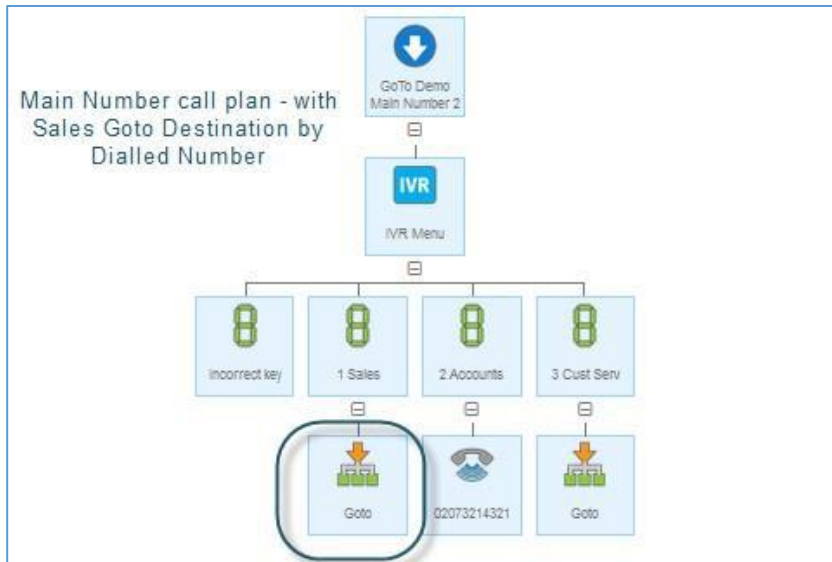 Main Number call plan - with
Sales Goto Destination by
Dialled Number
GoTo Demo
Main Number 2
IVR
IVR Menu
Incorrect key
1 Sales
2 Accounts
3 Cust Serv
Goto
02073214321
Goto